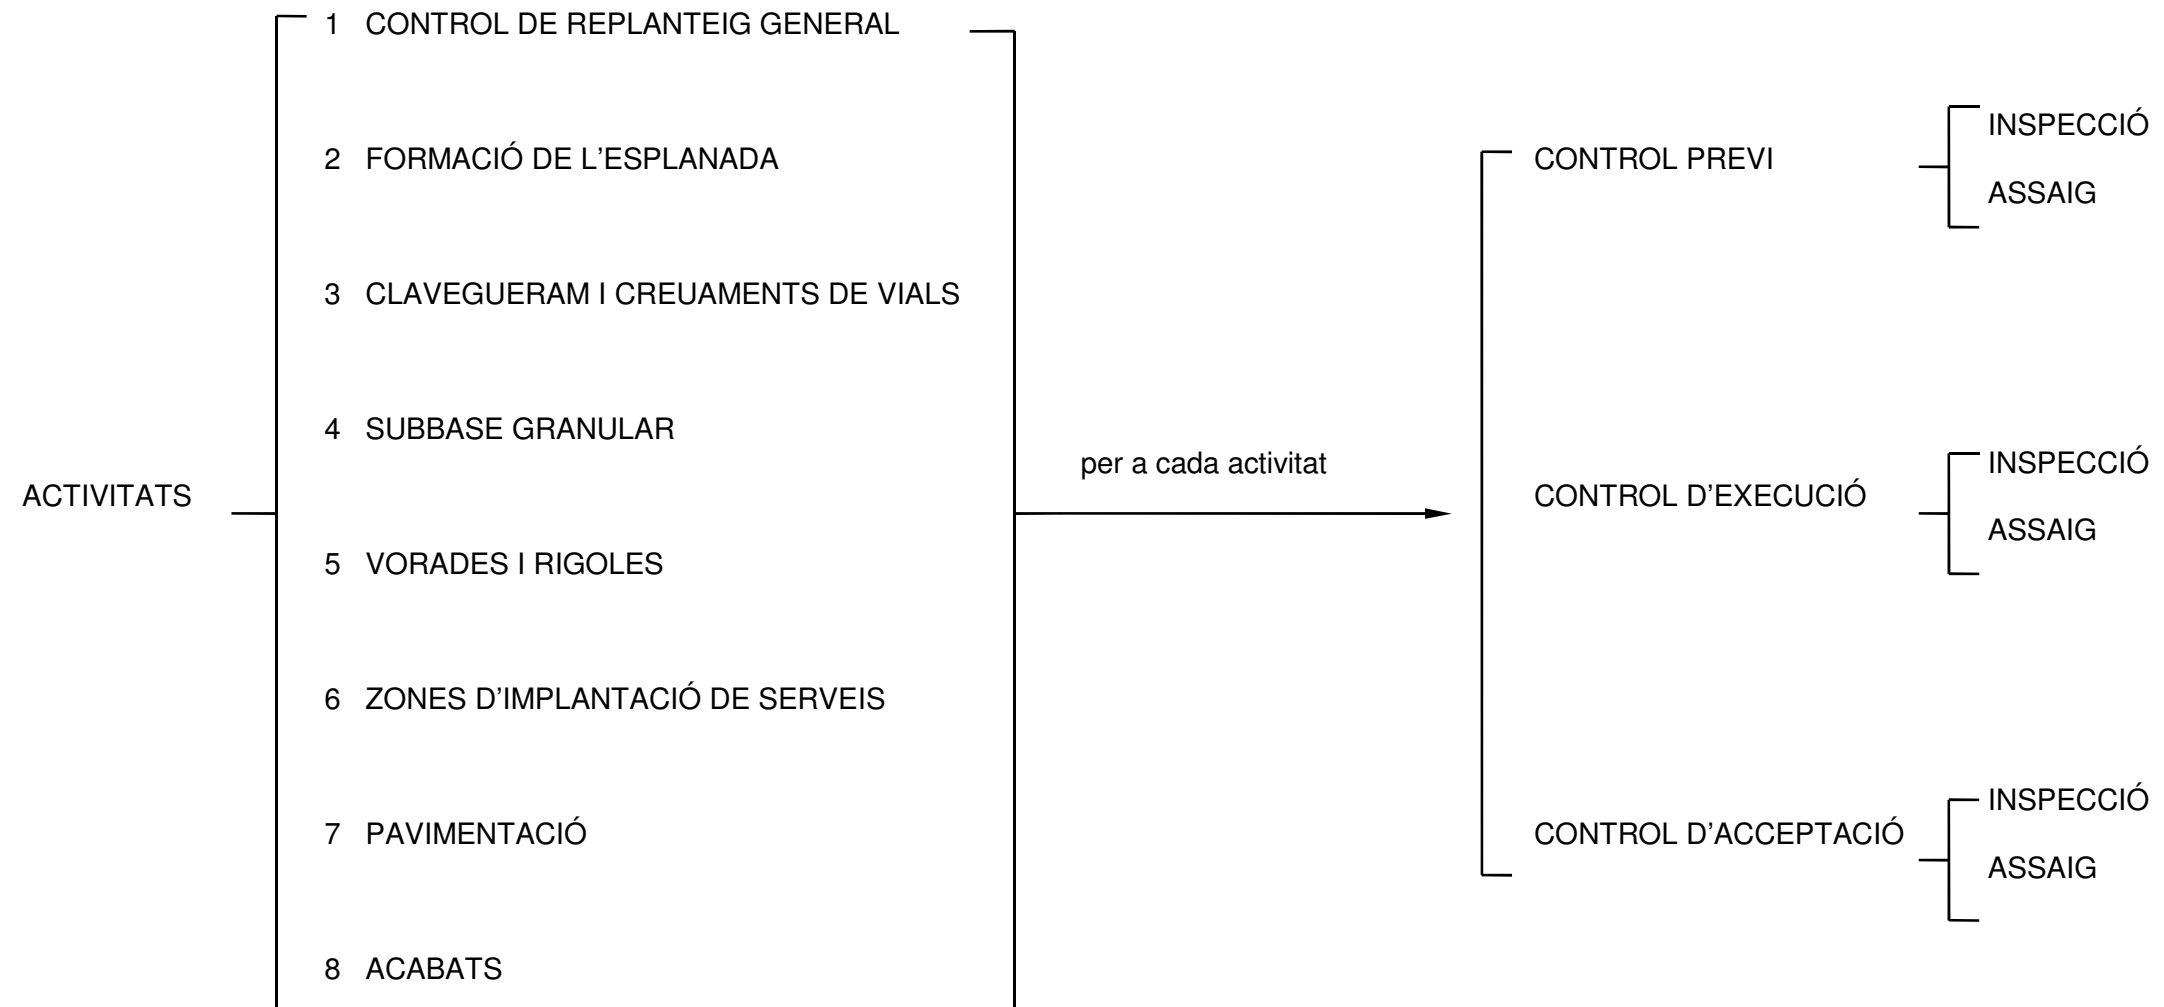 1 CONTROL DE REPLANTEIG GENERAL
2 FORMACIÓ DE L'ESPLANADA
3 CLAVEGUERAM I CREUAMENTS DE VIALS
4 SUBBASE GRANULAR
ACTIVITATS
5 VORADES I RIGOLES
6 ZONES D'IMPLANTACIÓ DE SERVEIS
7 PAVIMENTACIÓ
8 ACABATS
per a cada activitat
CONTROL PREVI
INSPECCIÓ
ASSAIG
CONTROL D'EXECUCIÓ
INSPECCIÓ
ASSAIG
CONTROL D'ACCEPTACIÓ
INSPECCIÓ
ASSAIG